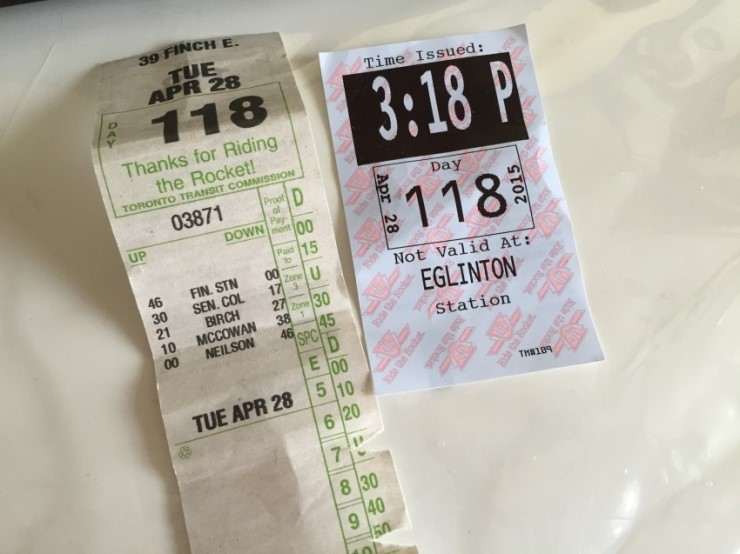 39 FINCH E.
TUE
APR 28
DAY
118
Thanks for Riding
the Rocket!
TORONTO TRANSIT COMMISSION
03871
UP
DOWN
46 FIN. STN 00
30 SEN. COL 17
21 BIRCH 27
10 MCCOWAN 38
00 NEILSON 46
TUE APR 28
Proof of Payment
Paid to
Zone 3
Zone 1
SPC
E
5
6
7
8
9
10
D
00
15
U
30
45
D
00
10
20
U
30
40
50
Time Issued:
3:18 P
Day
Apr 28
118
2015
Not Valid At:
EGLINTON
Station
Ride the Rocket